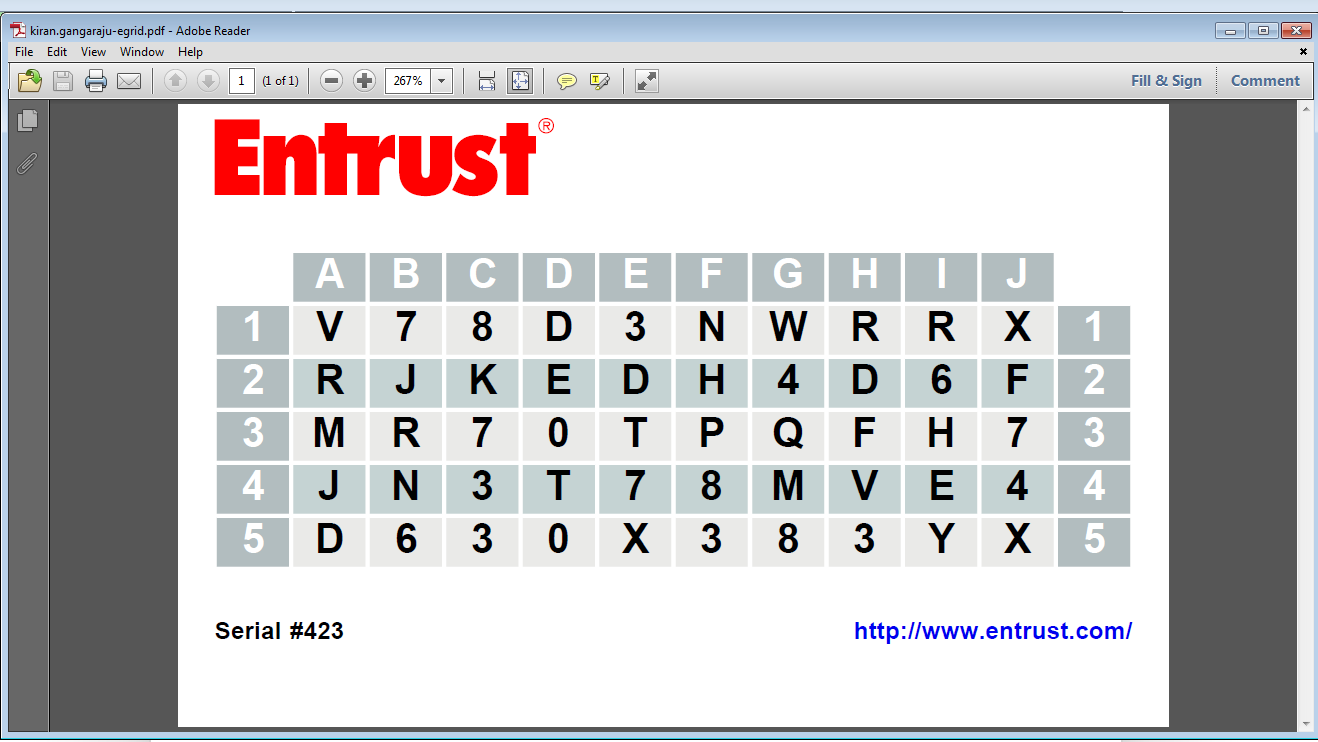 kiran.gangaraju-egrid.pdf - Adobe Reader
File Edit View Window Help
1 (1 of 1) 267% Fill & Sign Comment
Entrust®
A B C D E F G H I J
1 V 7 8 D 3 N W R R X 1
2 R J K E D H 4 D 6 F 2
3 M R 7 0 T P Q F H 7 3
4 J N 3 T 7 8 M V E 4 4
5 D 6 3 0 X 3 8 3 Y X 5
Serial #423 http://www.entrust.com/